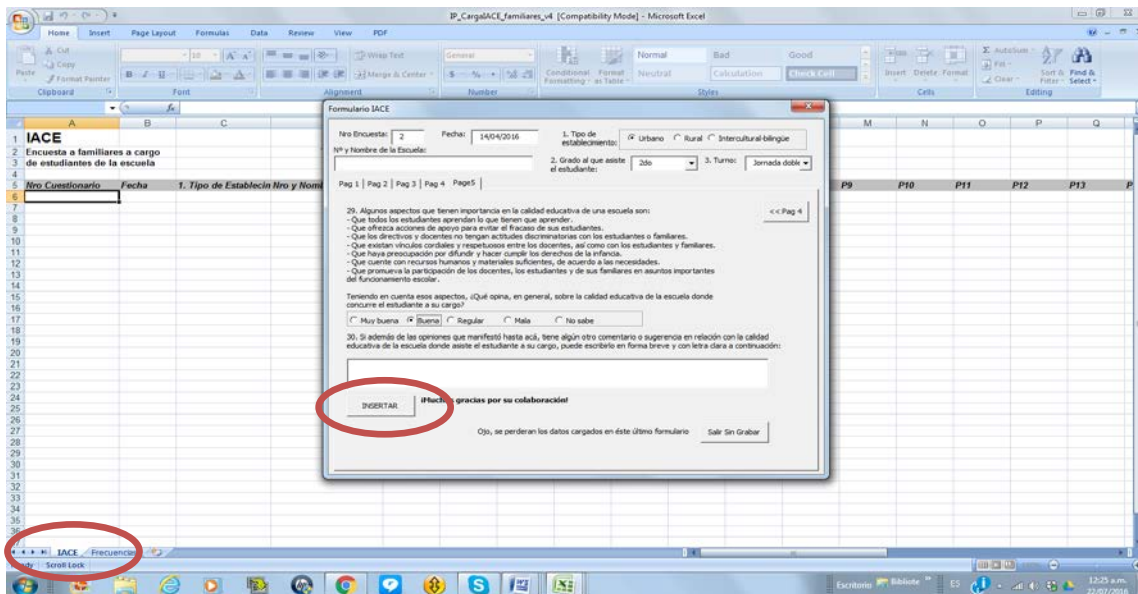 IP_CargaIACE_familiares_v4 [Compatibility Mode] - Microsoft Excel
Home Insert Page Layout Formulas Data Review View PDF
Cut
Copy
Format Painter
Paste
Clipboard
Font
Wrap Text
Merge & Center
Alignment
General
Number
Conditional Formatting
Format as Table
Normal Bad Good
Neutral Calculation Check Cell
Styles
Insert Delete Format
Cells
AutoSum
Fill
Clear
Sort & Filter
Find & Select
Editing
A B C M N O P Q
IACE
Encuesta a familiares a cargo
de estudiantes de la escuela
Nro Cuestionario Fecha 1. Tipo de Establecin Nro y Nomi P9 P10 P11 P12 P13
Formulario IACE
Nro Encuesta: 2 Fecha: 14/04/2016 1. Tipo de establecimiento: Urbano Rural Intercultural-bilingüe
Nº y Nombre de la Escuela:
2. Grado al que asiste el estudiante: 2do 3. Turno: Jornada doble
Pag 1 Pag 2 Pag 3 Pag 4 Page5
<<Pag 4
29. Algunos aspectos que tienen importancia en la calidad educativa de una escuela son:
- Que todos los estudiantes aprendan lo que tienen que aprender.
- Que ofrezca acciones de apoyo para evitar el fracaso de sus estudiantes.
- Que los directivos y docentes no tengan actitudes discriminatorias con los estudiantes o familiares.
- Que existan vínculos cordiales y respetuosos entre los docentes, así como con los estudiantes y familiares.
- Que haya preocupación por difundir y hacer cumplir los derechos de la infancia.
- Que cuente con recursos humanos y materiales suficientes, de acuerdo a las necesidades.
- Que promueva la participación de los docentes, los estudiantes y de sus familiares en asuntos importantes
del funcionamiento escolar.
Teniendo en cuenta esos aspectos, ¿Qué opina, en general, sobre la calidad educativa de la escuela donde
concurre el estudiante a su cargo?
Muy buena Buena Regular Mala No sabe
30. Si además de las opiniones que manifestó hasta acá, tiene algún otro comentario o sugerencia en relación con la calidad
educativa de la escuela donde asiste el estudiante a su cargo, puede escribirlo en forma breve y con letra clara a continuación:
INSERTAR
gracias por su colaboración!
Ojo, se perderan los datos cargados en éste último formulario
Salir Sin Grabar
IACE Frecuencias
Scroll Lock
Escritorio
ES
12:25 a.m.
22/07/2016